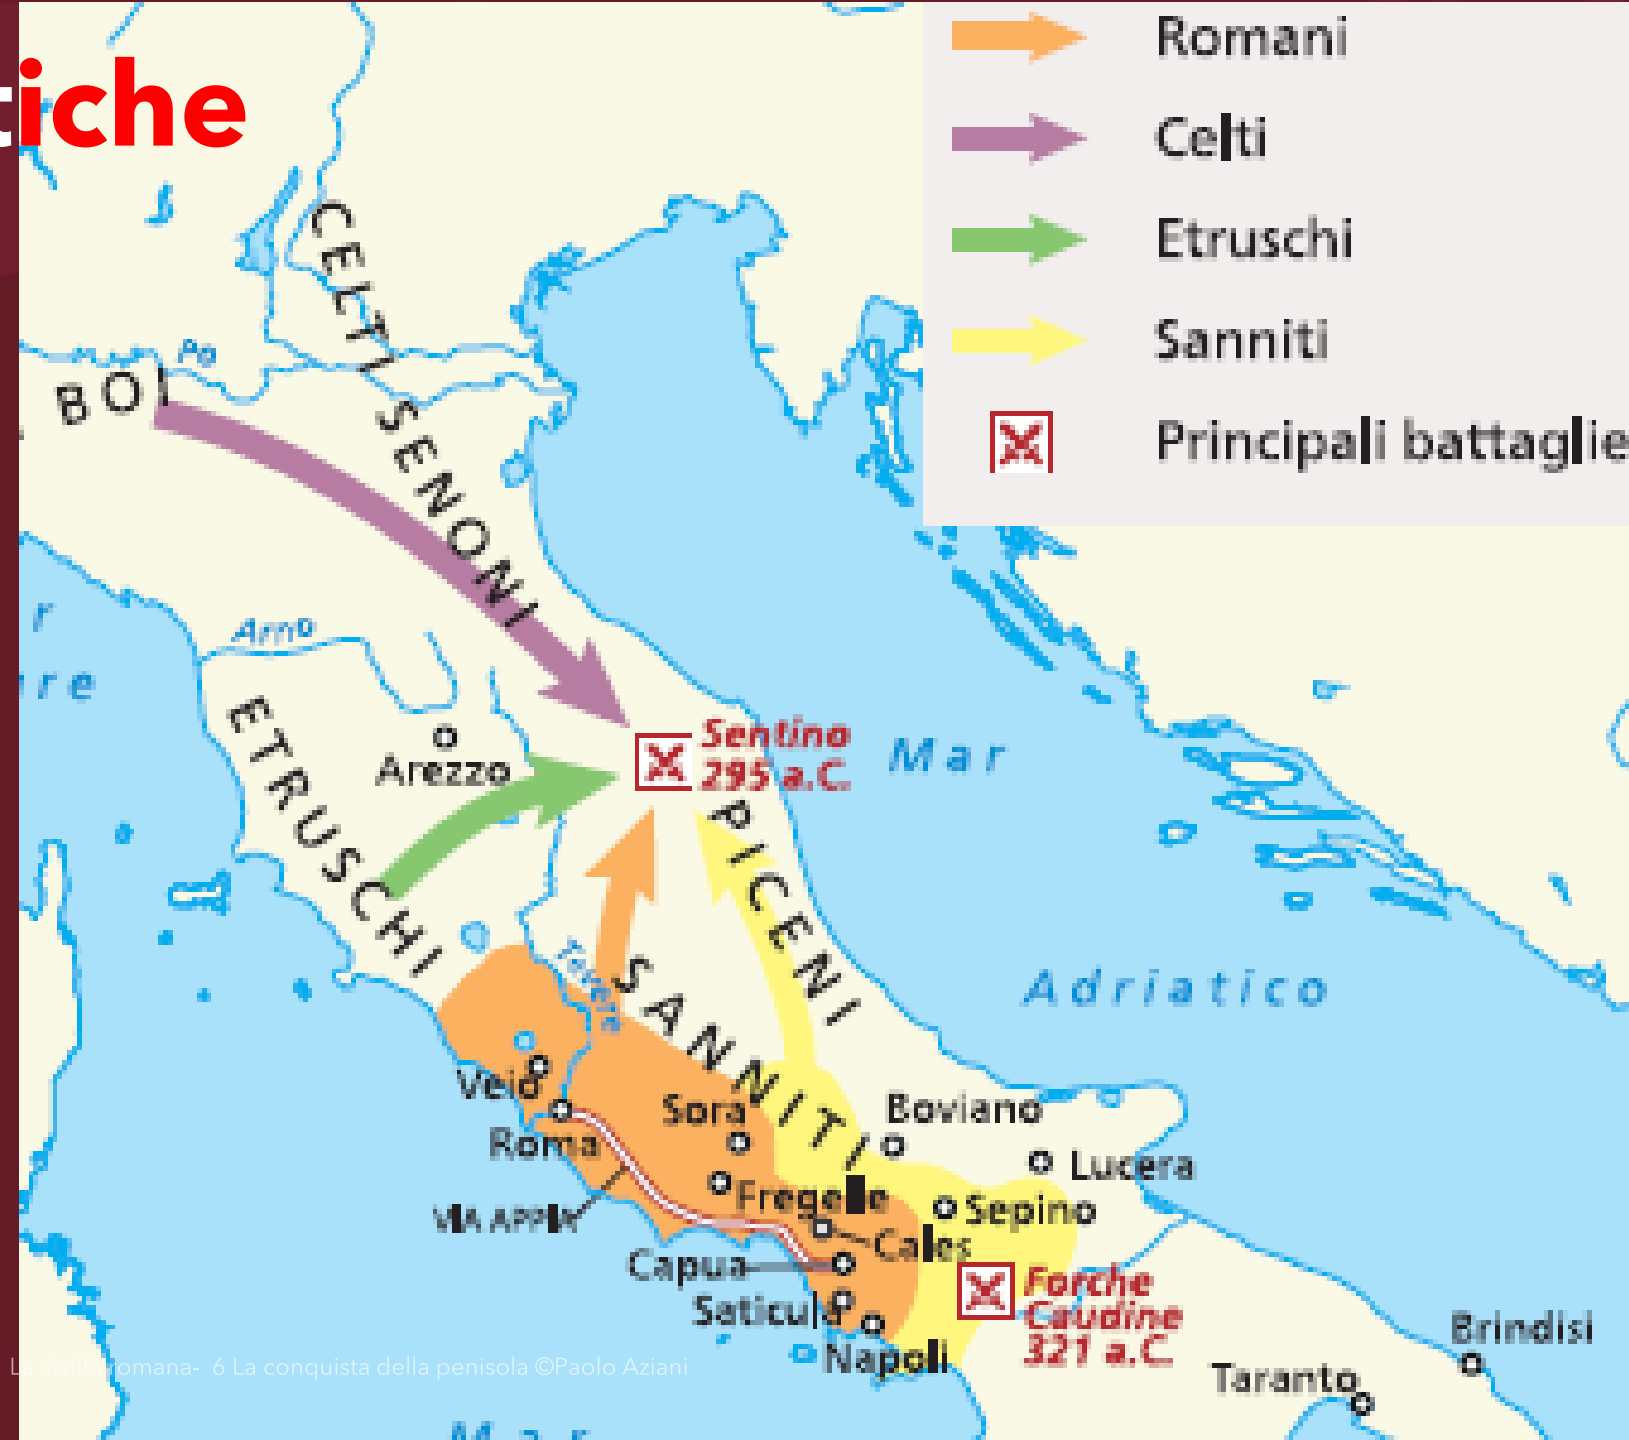 tiche
Romani
Celti
Etruschi
Sanniti
Principali battaglie
CELTI
Po
BOI
SENONI
r
Arno
re
ETRUSCHI
Arezzo
Sentino
295 a.C.
Mar
PICENI
Adriatico
Tevere
SANNITI
Veio
Roma
Sora
Boviano
Lucera
Fregelle
Sepino
VIA APPIA
Cales
Capua
Forche
Caudine
321 a.C.
Saticula
Napoli
Brindisi
Taranto
La civiltà romana- 6 La conquista della penisola ©Paolo Aziani
Mar